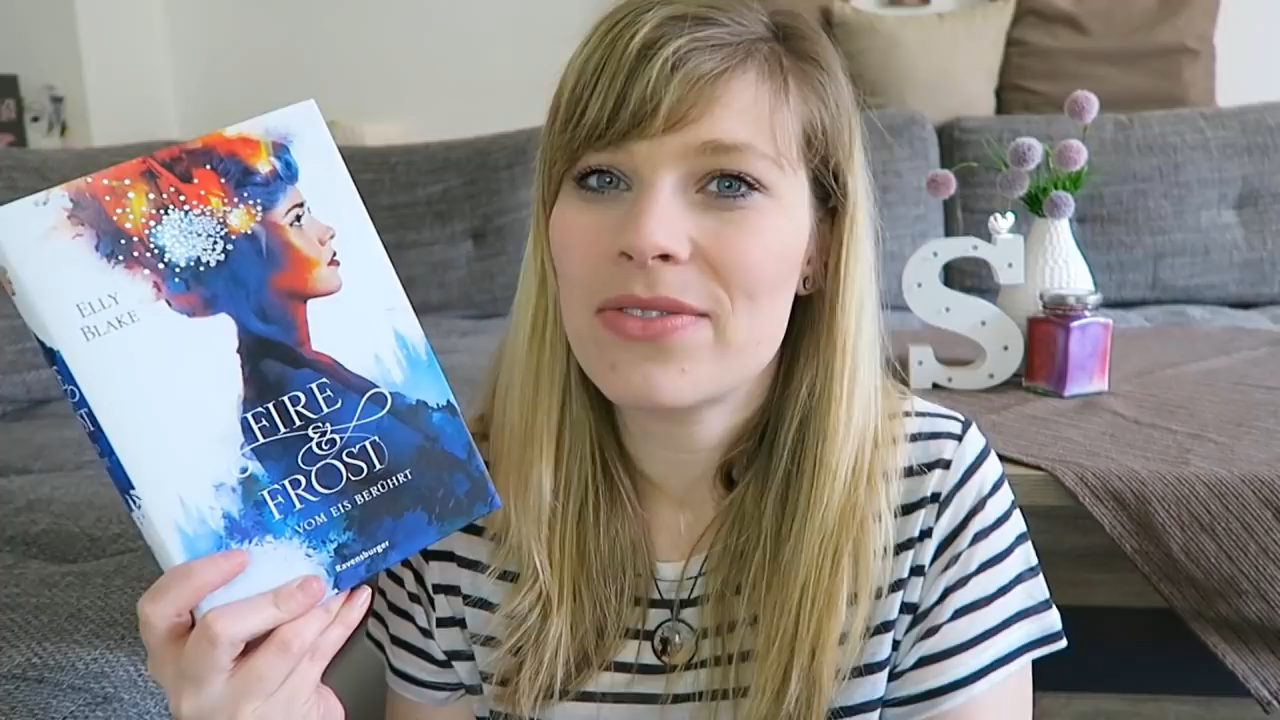 ELLY
BLAKE
FIRE
&
FROST
VOM EIS BERÜHRT
Ravensburger
S